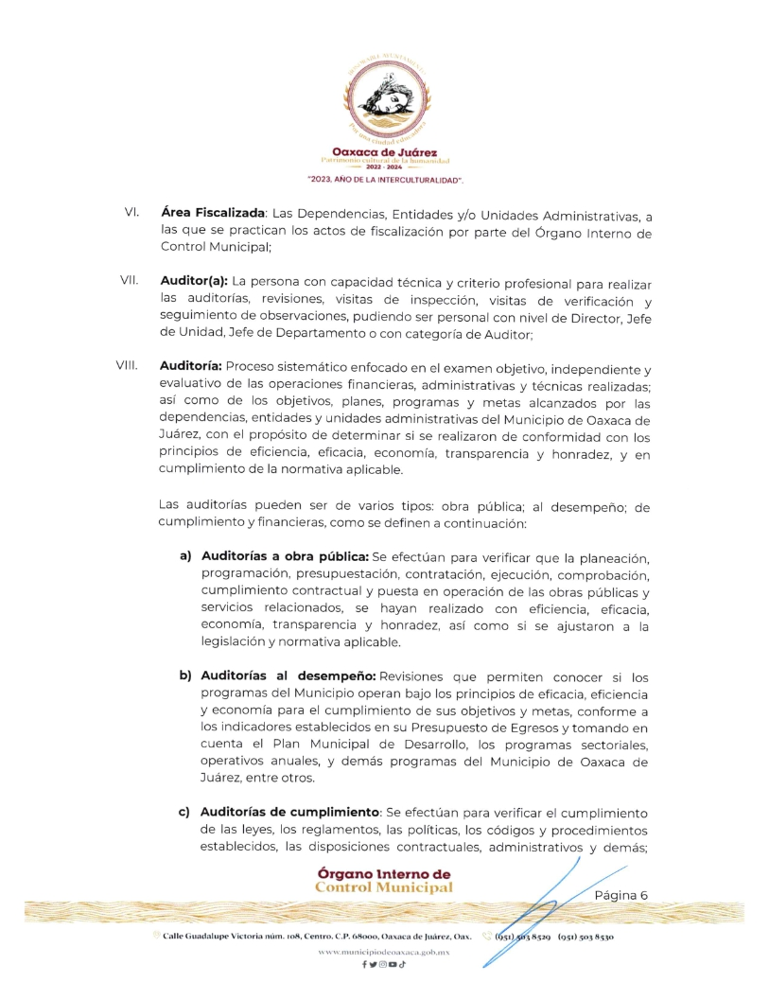 HONORABLE AYUNTAMIENTO
Por una ciudad educadora
Oaxaca de Juárez
Patrimonio cultural de la humanidad
2022 - 2024
"2023, AÑO DE LA INTERCULTURALIDAD".
VI. Área Fiscalizada: Las Dependencias, Entidades y/o Unidades Administrativas, a
las que se practican los actos de fiscalización por parte del Órgano Interno de
Control Municipal;
VII. Auditor(a): La persona con capacidad técnica y criterio profesional para realizar
las auditorías, revisiones, visitas de inspección, visitas de verificación y
seguimiento de observaciones, pudiendo ser personal con nivel de Director, Jefe
de Unidad, Jefe de Departamento o con categoría de Auditor;
VIII. Auditoría: Proceso sistemático enfocado en el examen objetivo, independiente y
evaluativo de las operaciones financieras, administrativas y técnicas realizadas;
así como de los objetivos, planes, programas y metas alcanzados por las
dependencias, entidades y unidades administrativas del Municipio de Oaxaca de
Juárez, con el propósito de determinar si se realizaron de conformidad con los
principios de eficiencia, eficacia, economía, transparencia y honradez, y en
cumplimiento de la normativa aplicable.
Las auditorías pueden ser de varios tipos: obra pública; al desempeño; de
cumplimiento y financieras, como se definen a continuación:
a) Auditorías a obra pública: Se efectúan para verificar que la planeación,
programación, presupuestación, contratación, ejecución, comprobación,
cumplimiento contractual y puesta en operación de las obras públicas y
servicios relacionados, se hayan realizado con eficiencia, eficacia,
economía, transparencia y honradez, así como si se ajustaron a la
legislación y normativa aplicable.
b) Auditorías al desempeño: Revisiones que permiten conocer si los
programas del Municipio operan bajo los principios de eficacia, eficiencia
y economía para el cumplimiento de sus objetivos y metas, conforme a
los indicadores establecidos en su Presupuesto de Egresos y tomando en
cuenta el Plan Municipal de Desarrollo, los programas sectoriales,
operativos anuales, y demás programas del Municipio de Oaxaca de
Juárez, entre otros.
c) Auditorías de cumplimiento: Se efectúan para verificar el cumplimiento
de las leyes, los reglamentos, las políticas, los códigos y procedimientos
establecidos, las disposiciones contractuales, administrativos y demás;
Órgano Interno de
Control Municipal
Página 6
Calle Guadalupe Victoria núm. 108, Centro, C.P. 68000, Oaxaca de Juárez, Oax. (951) 503 8529 (951) 503 8530
www.municipiodeoaxaca.gob.mx